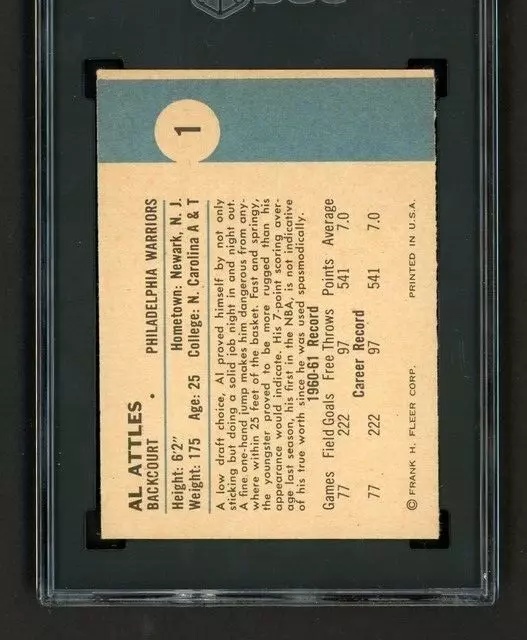 1
AL ATTLES
BACKCOURT • PHILADELPHIA WARRIORS
Height: 6'2" Hometown: Newark, N. J.
Weight: 175 Age: 25 College: N. Carolina A & T
A low draft choice, Al proved himself by not only
sticking but doing a solid job night in and night out.
A fine one-hand jump makes him dangerous from any-
where within 25 feet of the basket. Fast and springy,
the youngster proved to be more rugged than his
appearance would indicate. His 7-point scoring aver-
age last season, his first in the NBA, is not indicative
of his true worth since he was used spasmodically.
1960-61 Record
Games Field Goals Free Throws Points Average
77 222 97 541 7.0
Career Record
77 222 97 541 7.0
© FRANK H. FLEER CORP. PRINTED IN U.S.A.